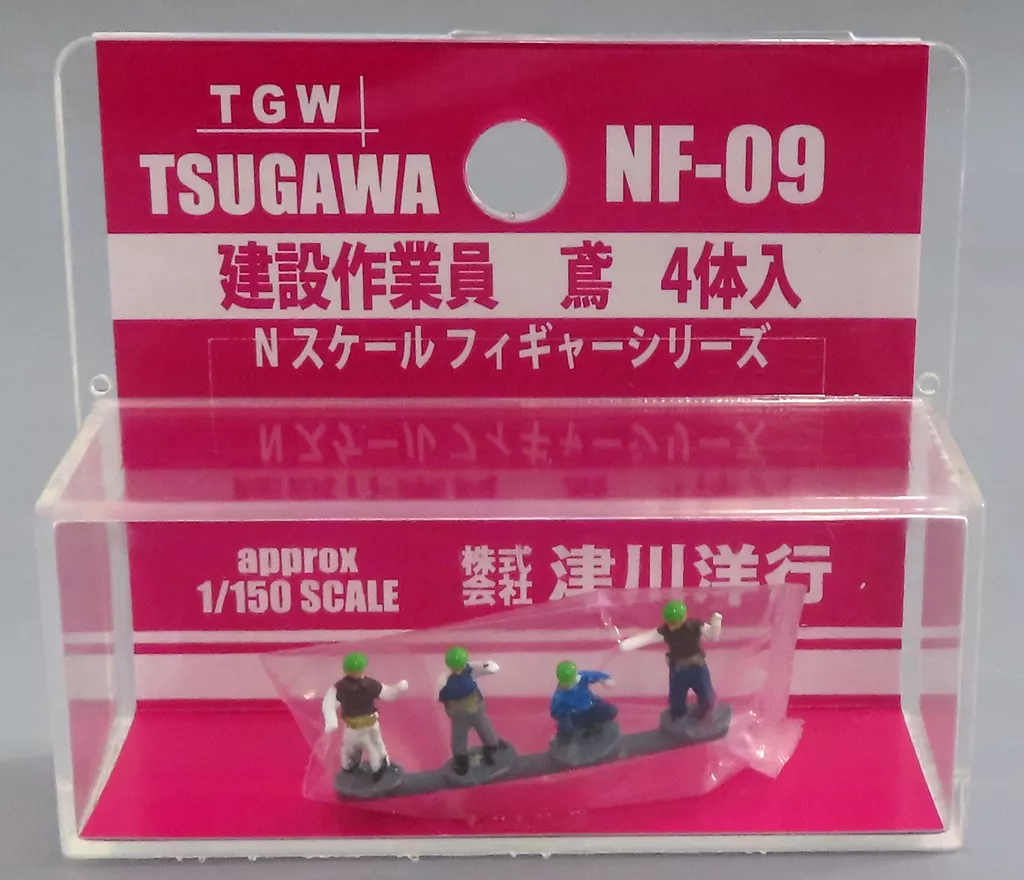 TGW
TSUGAWA
NF-09
建設作業員 鳶 4体入
Nスケールフィギャーシリーズ
approx
1/150 SCALE
株式会社 津川洋行